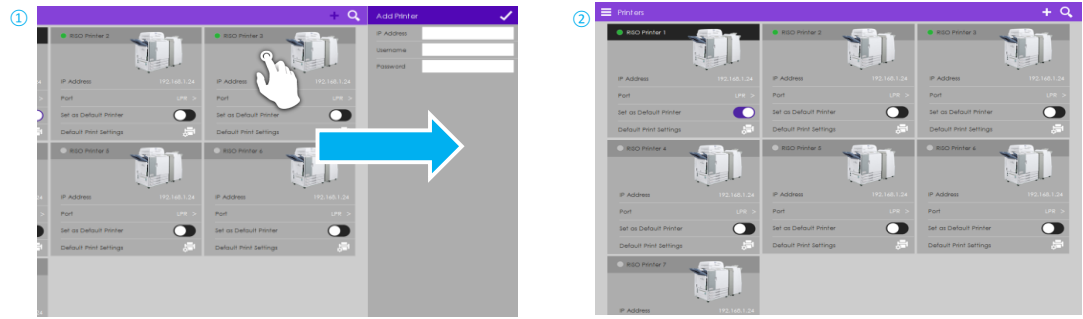 ①
Add Printer
RISO Printer 2
RISO Printer 3
IP Address
Username
Password
IP Address 192.168.1.24
IP Address 192.168.1.24
Port LPR >
Port LPR >
Set as Default Printer
Set as Default Printer
Default Print Settings
Default Print Settings
RISO Printer 5
RISO Printer 6
IP Address 192.168.1.24
IP Address 192.168.1.24
Port LPR >
Port LPR >
Set as Default Printer
Set as Default Printer
Default Print Settings
Default Print Settings
②
Printers
RISO Printer 1
RISO Printer 2
RISO Printer 3
IP Address 192.168.1.24
IP Address 192.168.1.24
IP Address 192.168.1.24
Port LPR >
Port LPR >
Port LPR >
Set as Default Printer
Set as Default Printer
Set as Default Printer
Default Print Settings
Default Print Settings
Default Print Settings
RISO Printer 4
RISO Printer 5
RISO Printer 6
IP Address 192.168.1.24
IP Address 192.168.1.24
IP Address 192.168.1.24
Port LPR >
Port LPR >
Port LPR >
Set as Default Printer
Set as Default Printer
Set as Default Printer
Default Print Settings
Default Print Settings
Default Print Settings
RISO Printer 7
IP Address 192.168.1.24